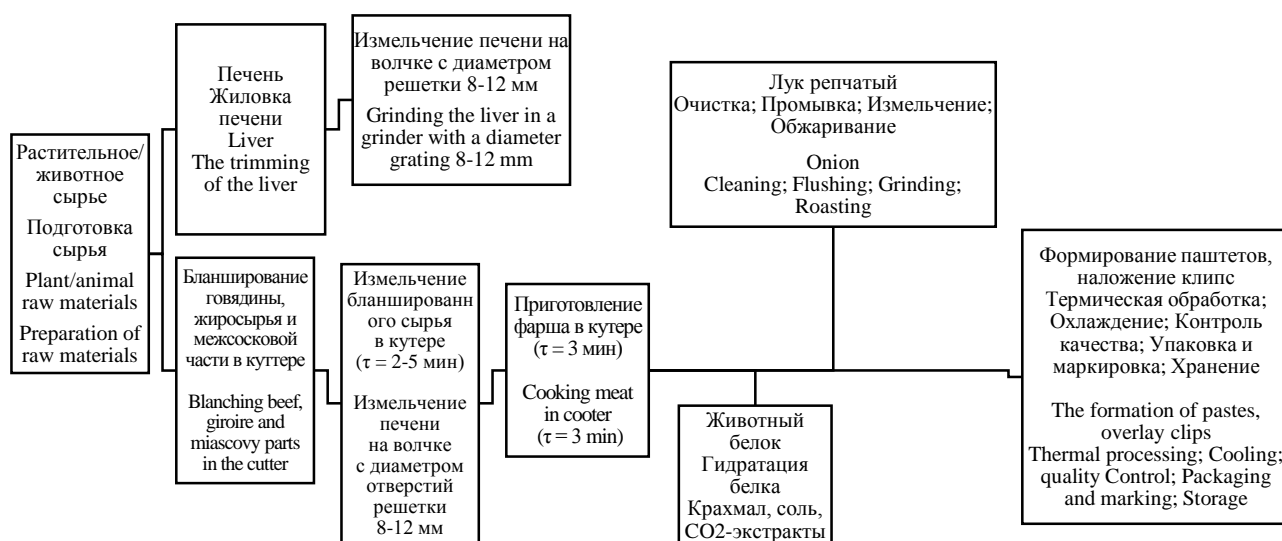 Растительное/
животное
сырье
Подготовка
сырья
Plant/animal
raw materials
Preparation of
raw materials
Печень
Жиловка
печени
Liver
The trimming
of the liver
Измельчение печени на
волчке с диаметром
решетки 8-12 мм
Grinding the liver in a
grinder with a diameter
grating 8-12 mm
Бланширование
говядины,
жиросырья и
межсосковой
части в куттере
Blanching beef,
giroire and
miascovy parts
in the cutter
Измельчение
бланшированн
ого сырья
в кутере
(τ = 2-5 мин)
Измельчение
печени
на волчке
с диаметром
отверстий
решетки
8-12 мм
Приготовление
фарша в кутере
(τ = 3 мин)
Cooking meat
in cooter
(τ = 3 min)
Лук репчатый
Очистка; Промывка; Измельчение;
Обжаривание
Onion
Cleaning; Flushing; Grinding;
Roasting
Животный
белок
Гидратация
белка
Крахмал, соль,
СО2-экстракты
Формирование паштетов,
наложение клипс
Термическая обработка;
Охлаждение; Контроль
качества; Упаковка и
маркировка; Хранение
The formation of pastes,
overlay clips
Thermal processing; Cooling;
quality Control; Packaging
and marking; Storage